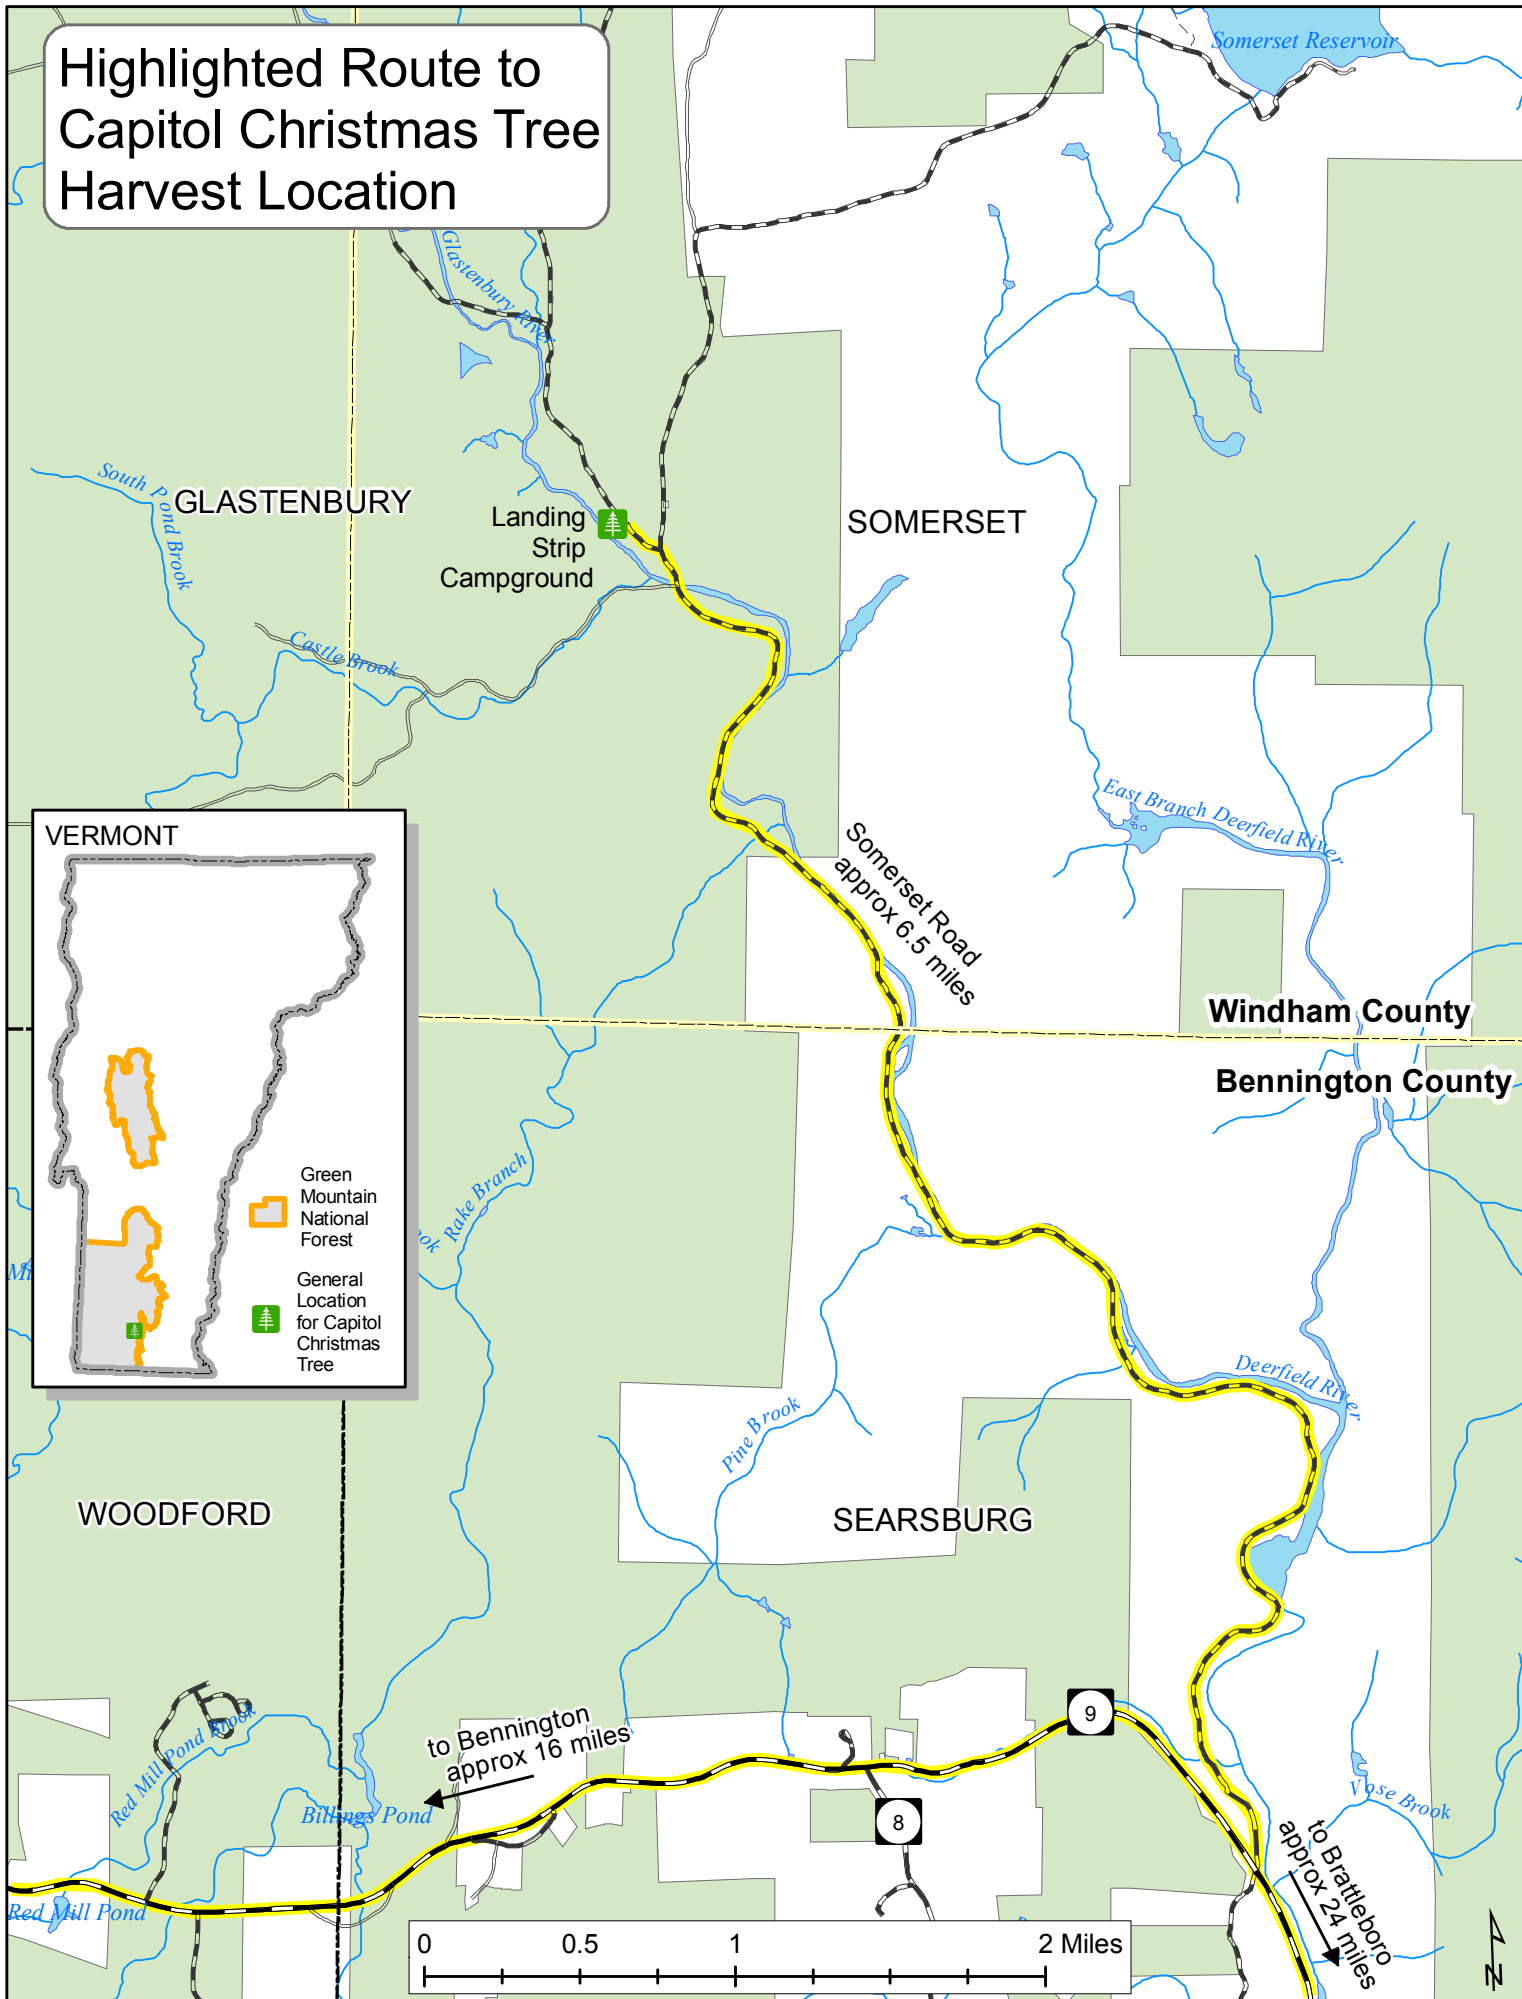 Highlighted Route to
Capitol Christmas Tree
Harvest Location
Somerset Reservoir
Glastenbury River
South Pond Brook
GLASTENBURY
Landing
Strip
Campground
SOMERSET
Castle Brook
East Branch Deerfield River
Somerset Road
approx 6.5 miles
VERMONT
Green
Mountain
National
Forest
General
Location
for Capitol
Christmas
Tree
Windham County
Bennington County
Rake Branch
ook
Mi
Deerfield River
Pine Brook
WOODFORD
SEARSBURG
9
to Bennington
approx 16 miles
Red Mill Pond Brook
Billings Pond
8
Vose Brook
to Brattleboro
approx 24 miles
Red Mill Pond
0 0.5 1 2 Miles
N